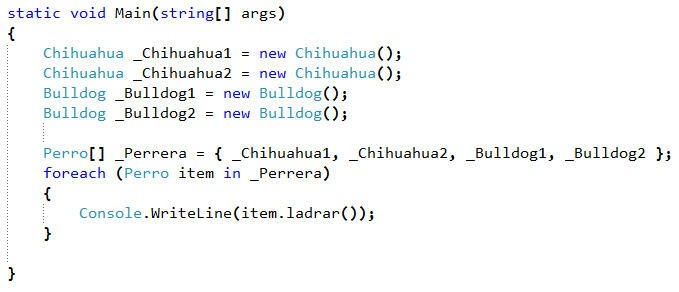 static void Main(string[] args)
{
Chihuahua _Chihuahua1 = new Chihuahua();
Chihuahua _Chihuahua2 = new Chihuahua();
Bulldog _Bulldog1 = new Bulldog();
Bulldog _Bulldog2 = new Bulldog();
Perro[] _Perrera = { _Chihuahua1, _Chihuahua2, _Bulldog1, _Bulldog2 };
foreach (Perro item in _Perrera)
{
Console.WriteLine(item.ladrar());
}
}